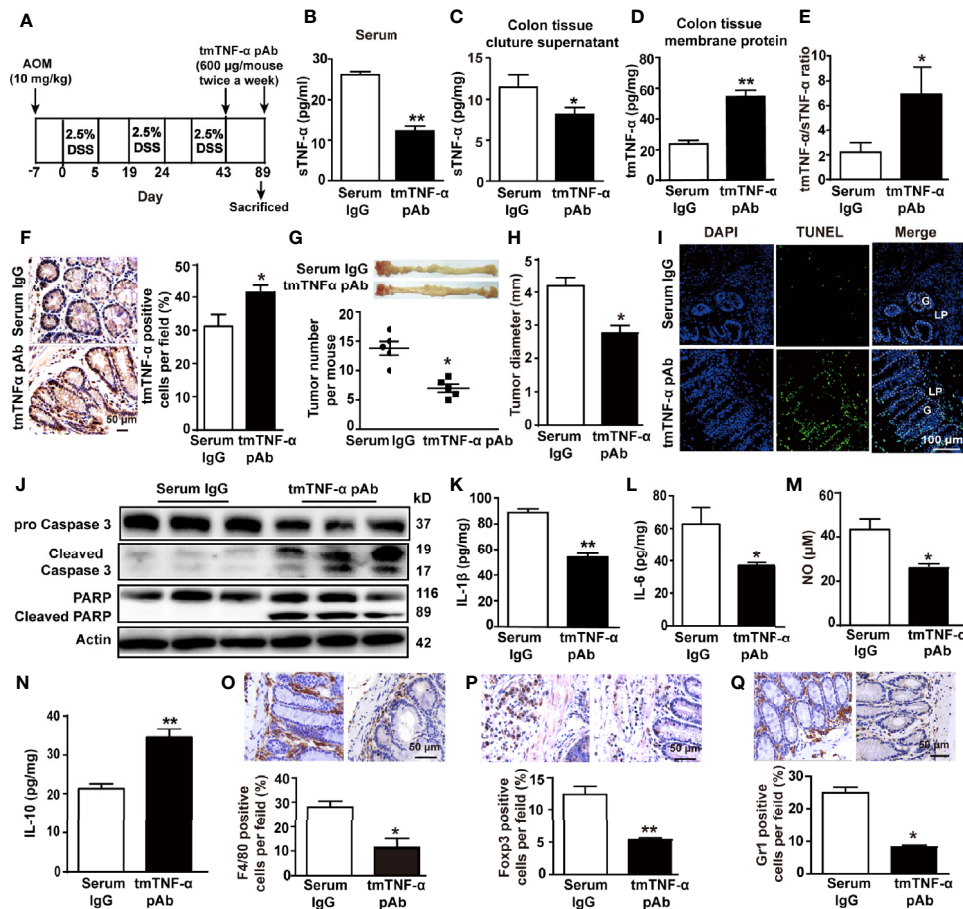 A
AOM
(10 mg/kg)
tmTNF-α pAb
(600 µg/mouse
twice a week)
2.5%
DSS
2.5%
DSS
2.5%
DSS
-7 0 5 19 24 43 89
Day
Sacrificed
B
Serum
sTNF-α (pg/ml)
30
20
10
0
Serum
IgG
tmTNF-α
pAb
**
C
Colon tissue
cluture supernatant
sTNF-α (pg/mg)
15
10
5
0
Serum
IgG
tmTNF-α
pAb
*
D
Colon tissue
membrane protein
tmTNF-α (pg/mg)
80
60
40
20
0
Serum
IgG
tmTNF-α
pAb
**
E
tmTNF-α/sTNF-α ratio
10
8
6
4
2
0
Serum
IgG
tmTNF-α
pAb
*
F
Serum IgG
tmTNFα pAb
50 µm
tmTNF-α positive
cells per field (%)
50
40
30
20
10
0
Serum
IgG
tmTNF-α
pAb
*
G
Serum IgG
tmTNFα pAb
Tumor number
per mouse
20
15
10
5
0
Serum IgG
tmTNF-α pAb
*
H
Tumor diameter (mm)
5
4
3
2
1
0
Serum
IgG
tmTNF-α
pAb
*
I
DAPI TUNEL Merge
Serum IgG
G
LP
tmTNF-α pAb
LP
G
100 µm
J
Serum IgG tmTNF-α pAb kD
pro Caspase 3 37
Cleaved 19
Caspase 3 17
PARP 116
Cleaved PARP 89
Actin 42
K
IL-1β (pg/mg)
100
80
60
40
20
0
Serum
IgG
tmTNF-α
pAb
**
L
IL-6 (pg/mg)
80
60
40
20
0
Serum
IgG
tmTNF-α
pAb
*
M
NO (µM)
60
40
20
0
Serum
IgG
tmTNF-α
pAb
*
N
IL-10 (pg/mg)
40
30
20
10
0
Serum
IgG
tmTNF-α
pAb
**
O
50 µm
F4/80 positive
cells per feild (%)
40
30
20
10
0
Serum
IgG
tmTNF-α
pAb
*
P
50 µm
Foxp3 positive
cells per feild (%)
15
10
5
0
Serum
IgG
tmTNF-α
pAb
**
Q
50 µm
Gr1 positive
cells per feild (%)
30
20
10
0
Serum
IgG
tmTNF-α
pAb
*